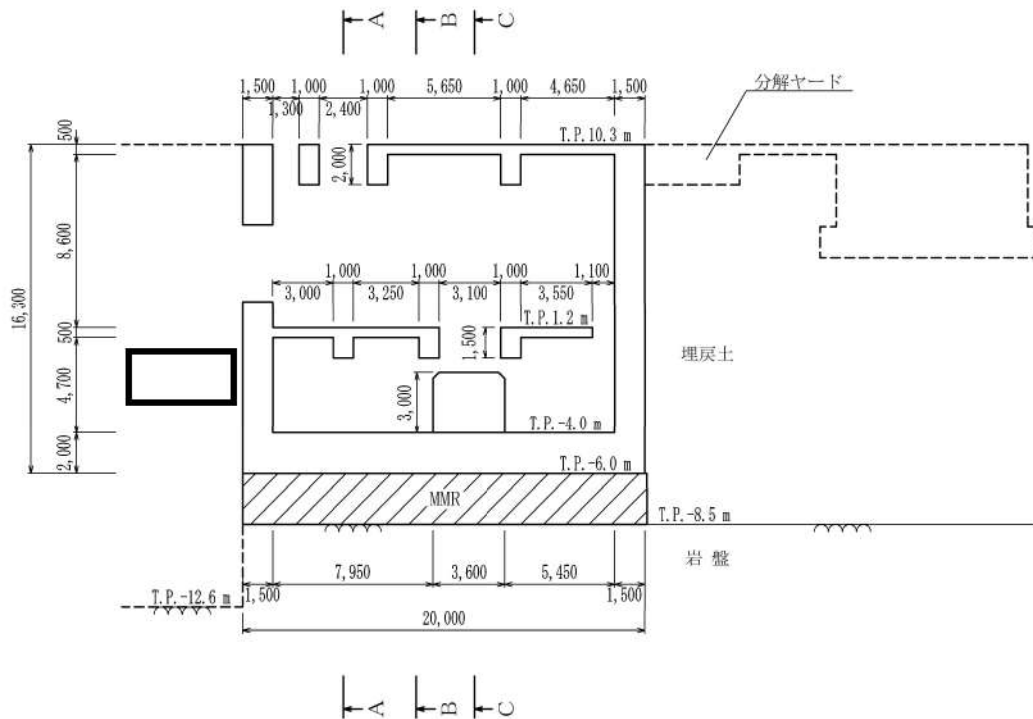 A B C
1,500 1,000 1,000 5,650 1,000 4,650 1,500
1,300 2,400
分解ヤード
500
T.P.10.3 m
2,000
8,600
16,300
1,000 1,000 1,000 1,100
3,000 3,250 3,100 3,550
T.P.1.2 m
500
1,500
埋戻土
4,700
3,000
T.P.-4.0 m
2,000
T.P.-6.0 m
MMR
T.P.-8.5 m
岩盤
7,950 3,600 5,450
T.P.-12.6 m
1,500 1,500
20,000
A B C